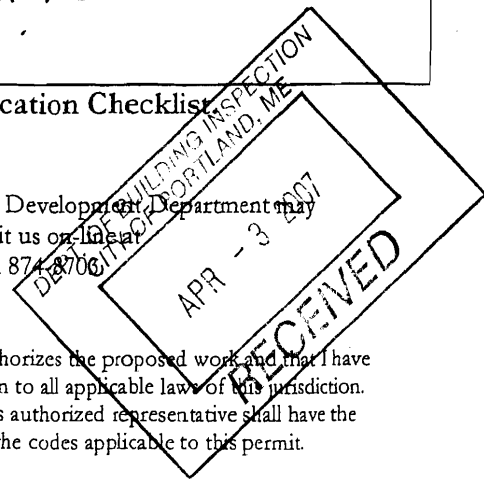 cation Checklist.
Development Department may
it us on-line at
874-8703.
horizes the proposed work and that I have
n to all applicable laws of this jurisdiction.
s authorized representative shall have the
he codes applicable to this permit.
DEPT. OF BUILDING INSPECTION
CITY OF PORTLAND, ME
APR - 3 2007
RECEIVED